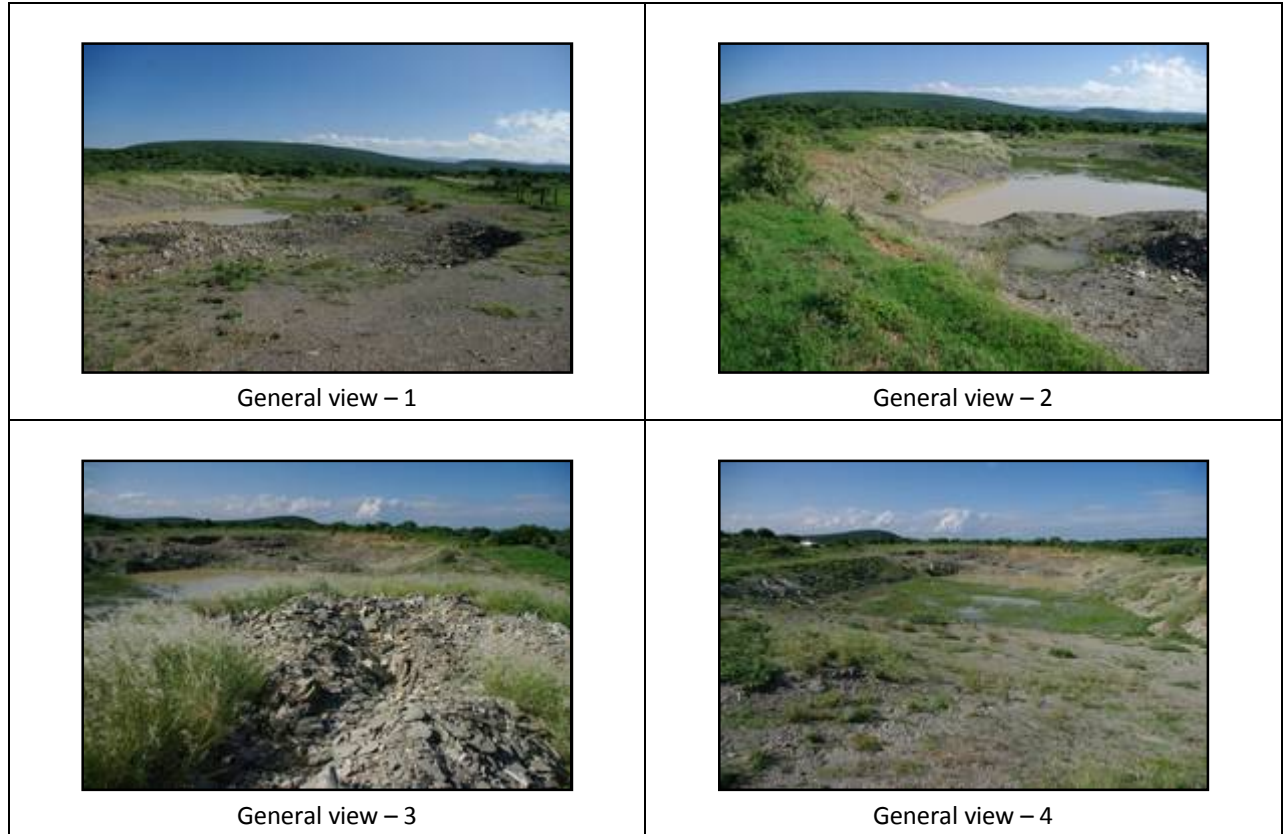 General view – 1
General view – 2
General view – 3
General view – 4